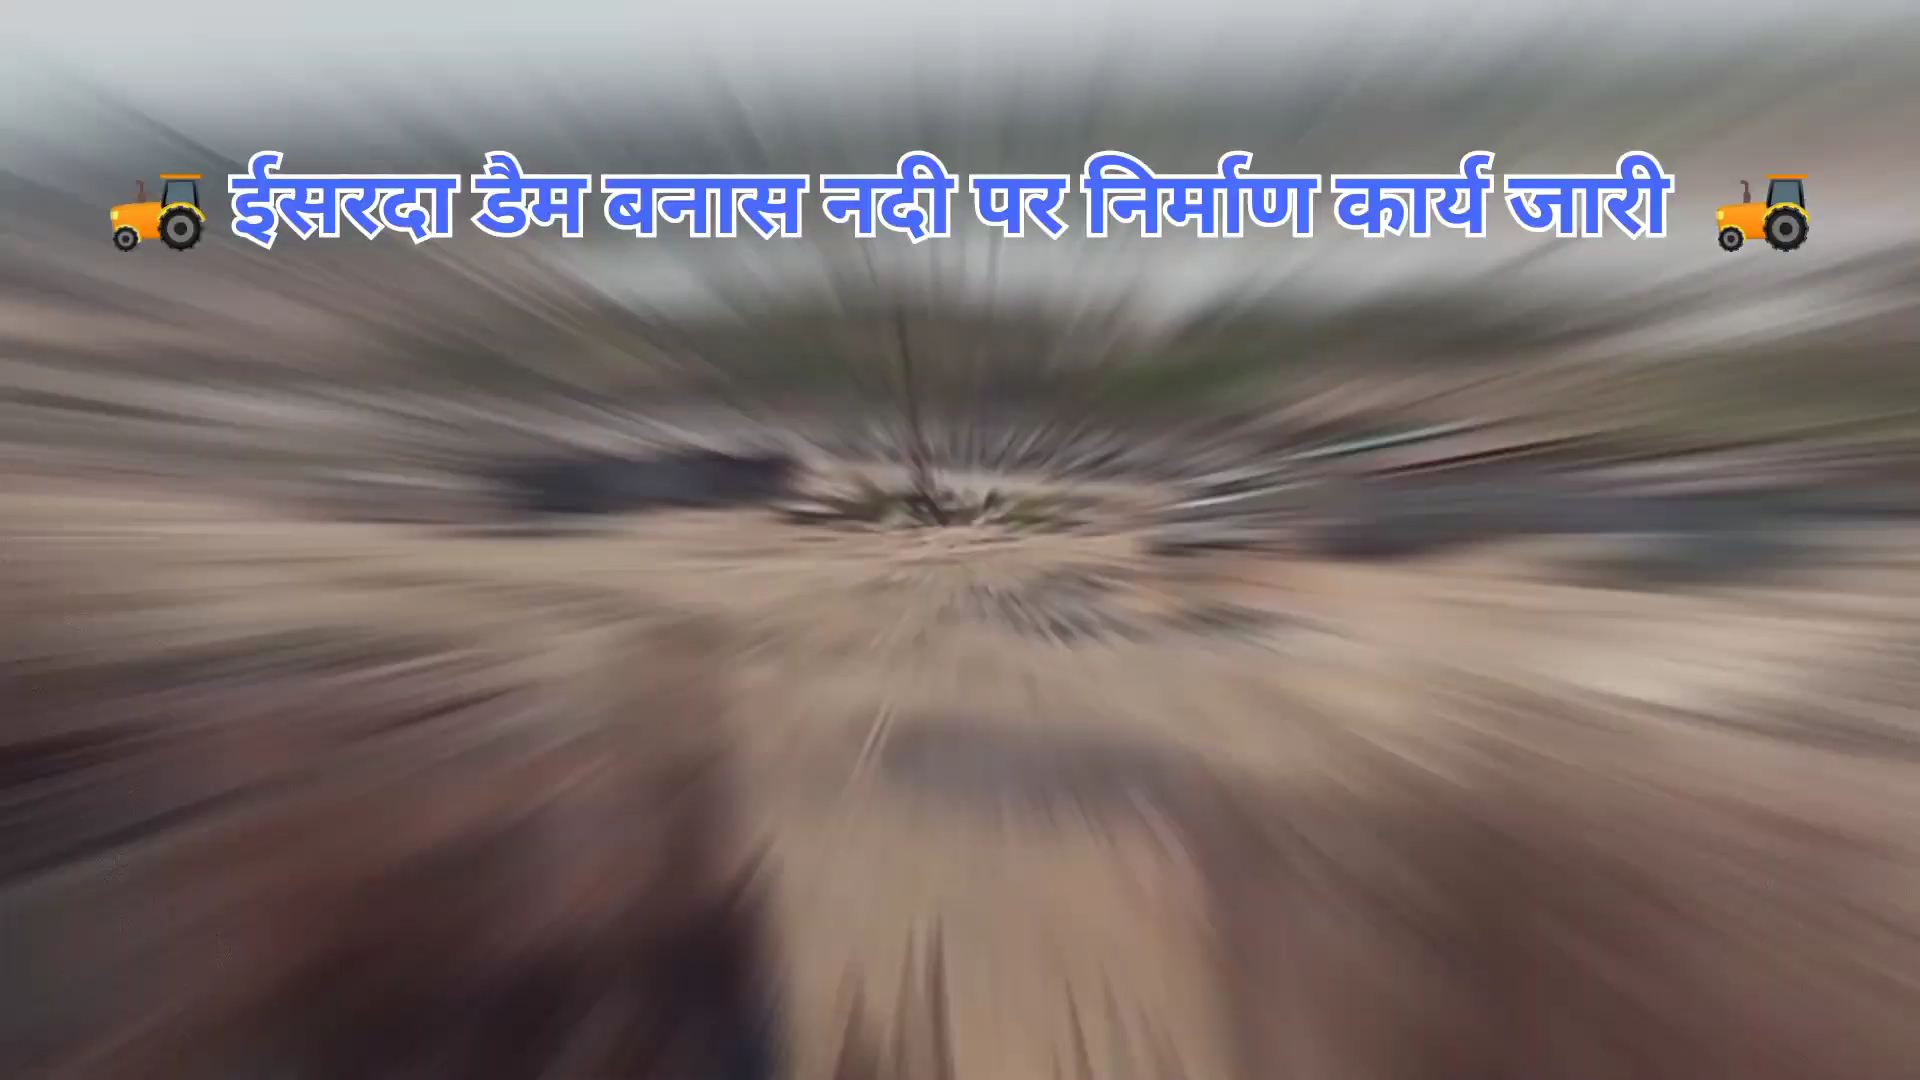 🚜 ईसरदा डैम बनास नदी पर निर्माण कार्य जारी 🚜